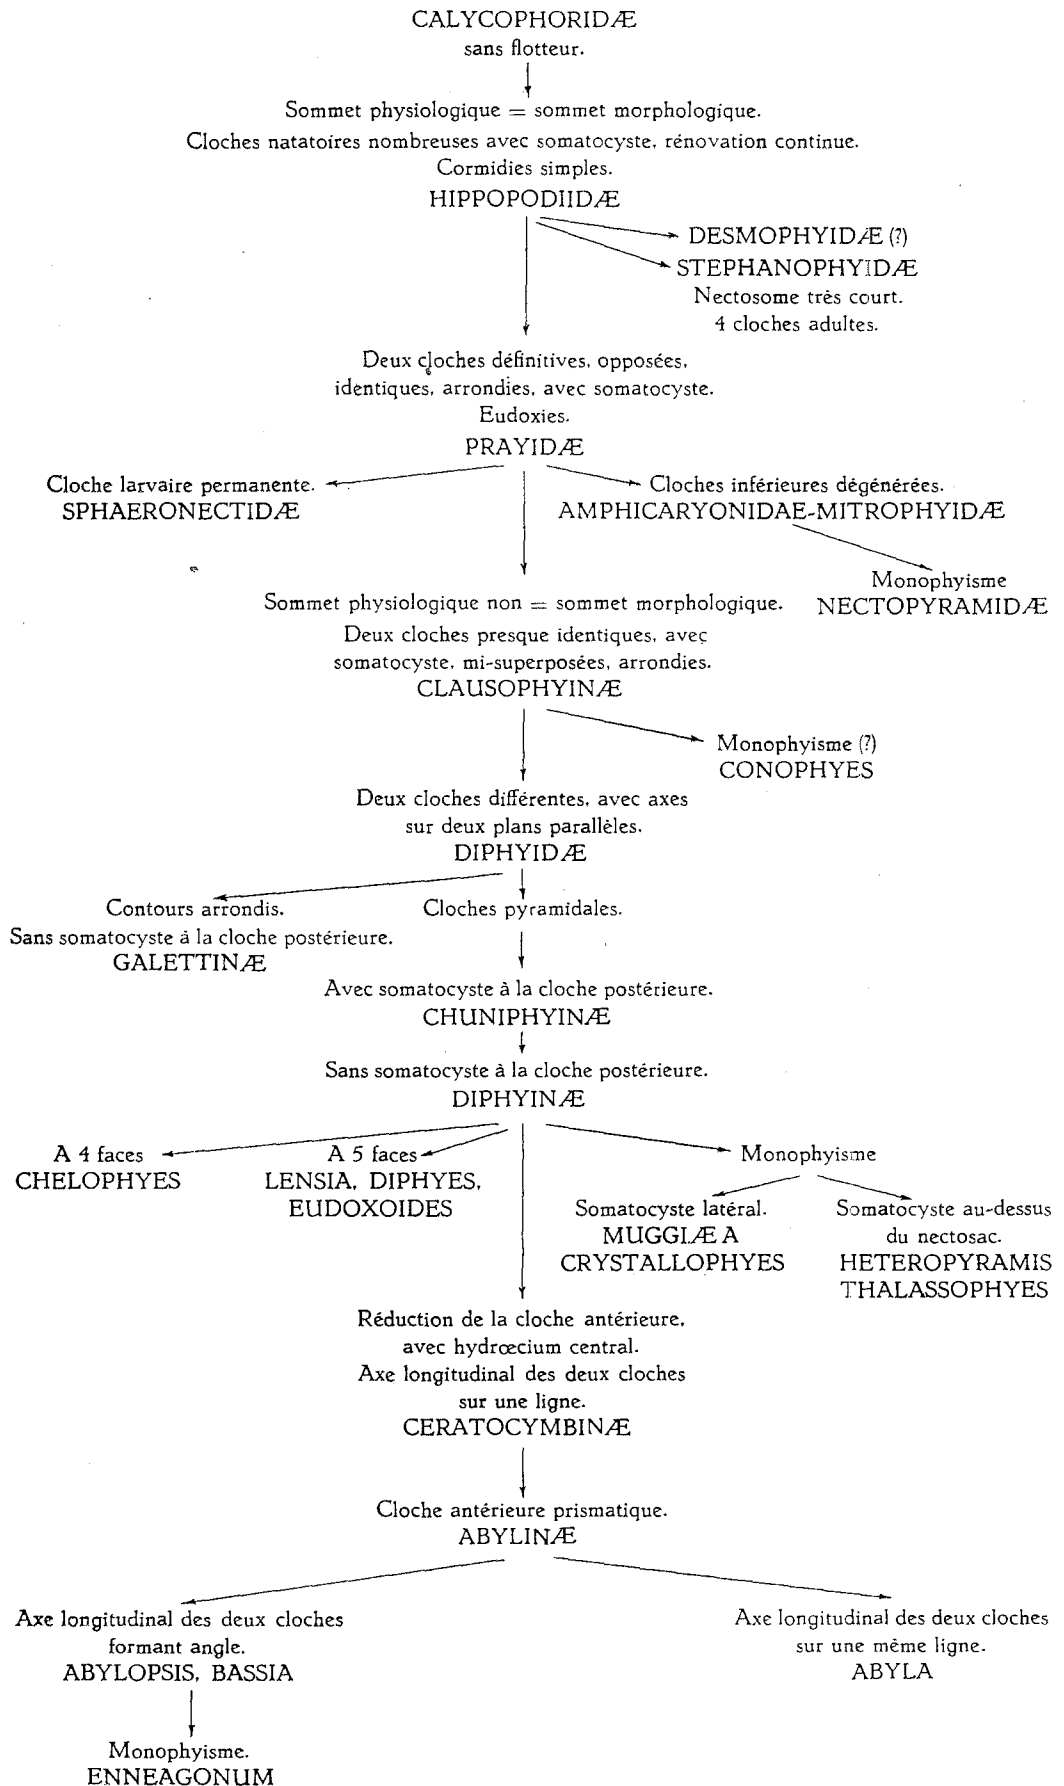 CALYCOPHORIDÆ
sans flotteur.
Sommet physiologique = sommet morphologique.
Cloches natatoires nombreuses avec somatocyste, rénovation continue.
Cormidies simples.
HIPPOPODIIDÆ
DESMOPHYIDÆ (?)
STEPHANOPHYIDÆ
Nectosome très court.
4 cloches adultes.
Deux cloches définitives, opposées,
identiques, arrondies, avec somatocyste.
Eudoxies.
PRAYIDÆ
Cloche larvaire permanente.
SPHAERONECTIDÆ
Cloches inférieures dégénérées.
AMPHICARYONIDAE-MITROPHYIDÆ
Monophyisme
NECTOPYRAMIDÆ
Sommet physiologique non = sommet morphologique.
Deux cloches presque identiques, avec
somatocyste, mi-superposées, arrondies.
CLAUSOPHYINÆ
Monophyisme (?)
CONOPHYES
Deux cloches différentes, avec axes
sur deux plans parallèles.
DIPHYIDÆ
Contours arrondis.
Sans somatocyste à la cloche postérieure.
GALETTINÆ
Cloches pyramidales.
Avec somatocyste à la cloche postérieure.
CHUNIPHYINÆ
Sans somatocyste à la cloche postérieure.
DIPHYINÆ
A 4 faces
CHELOPHYES
A 5 faces
LENSIA, DIPHYES,
EUDOXOIDES
Monophyisme
Somatocyste latéral.
MUGGIÆA
CRYSTALLOPHYES
Somatocyste au-dessus
du nectosac.
HETEROPYRAMIS
THALASSOPHYES
Réduction de la cloche antérieure,
avec hydrœcium central.
Axe longitudinal des deux cloches
sur une ligne.
CERATOCYMBINÆ
Cloche antérieure prismatique.
ABYLINÆ
Axe longitudinal des deux cloches
formant angle.
ABYLOPSIS, BASSIA
Axe longitudinal des deux cloches
sur une même ligne.
ABYLA
Monophyisme.
ENNEAGONUM